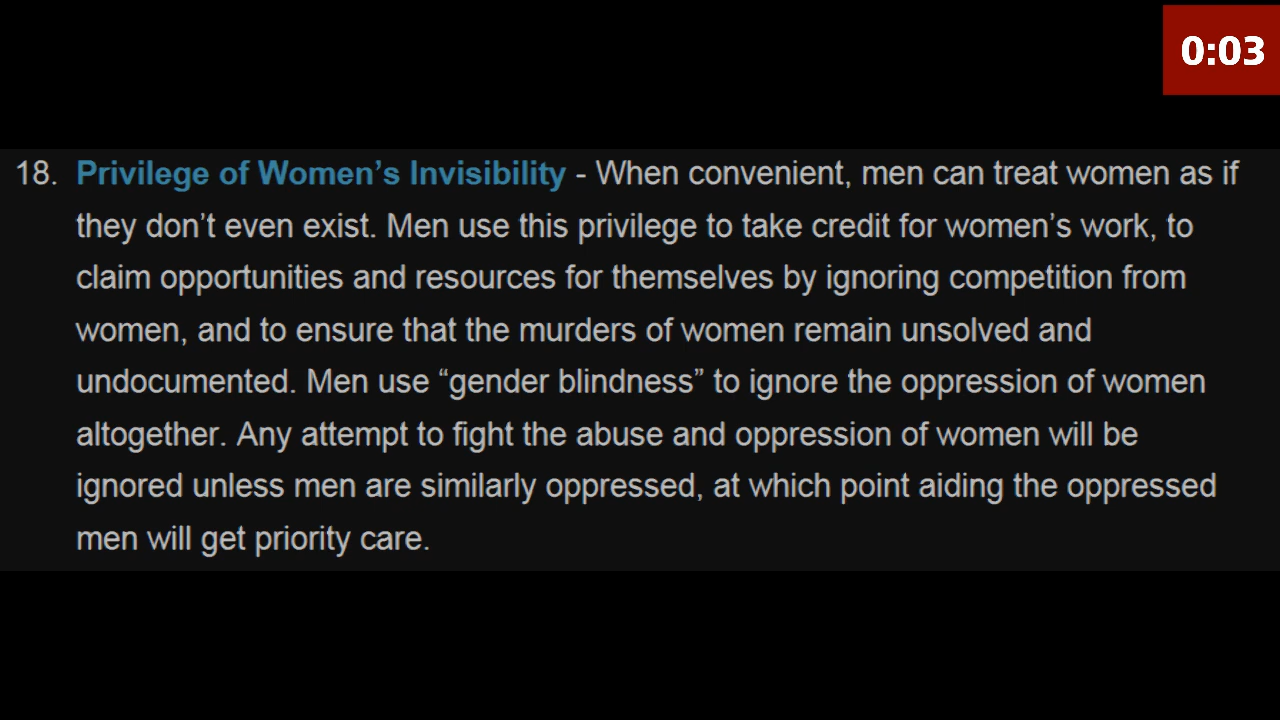 0:03
18. Privilege of Women’s Invisibility - When convenient, men can treat women as if
they don’t even exist. Men use this privilege to take credit for women’s work, to
claim opportunities and resources for themselves by ignoring competition from
women, and to ensure that the murders of women remain unsolved and
undocumented. Men use “gender blindness” to ignore the oppression of women
altogether. Any attempt to fight the abuse and oppression of women will be
ignored unless men are similarly oppressed, at which point aiding the oppressed
men will get priority care.